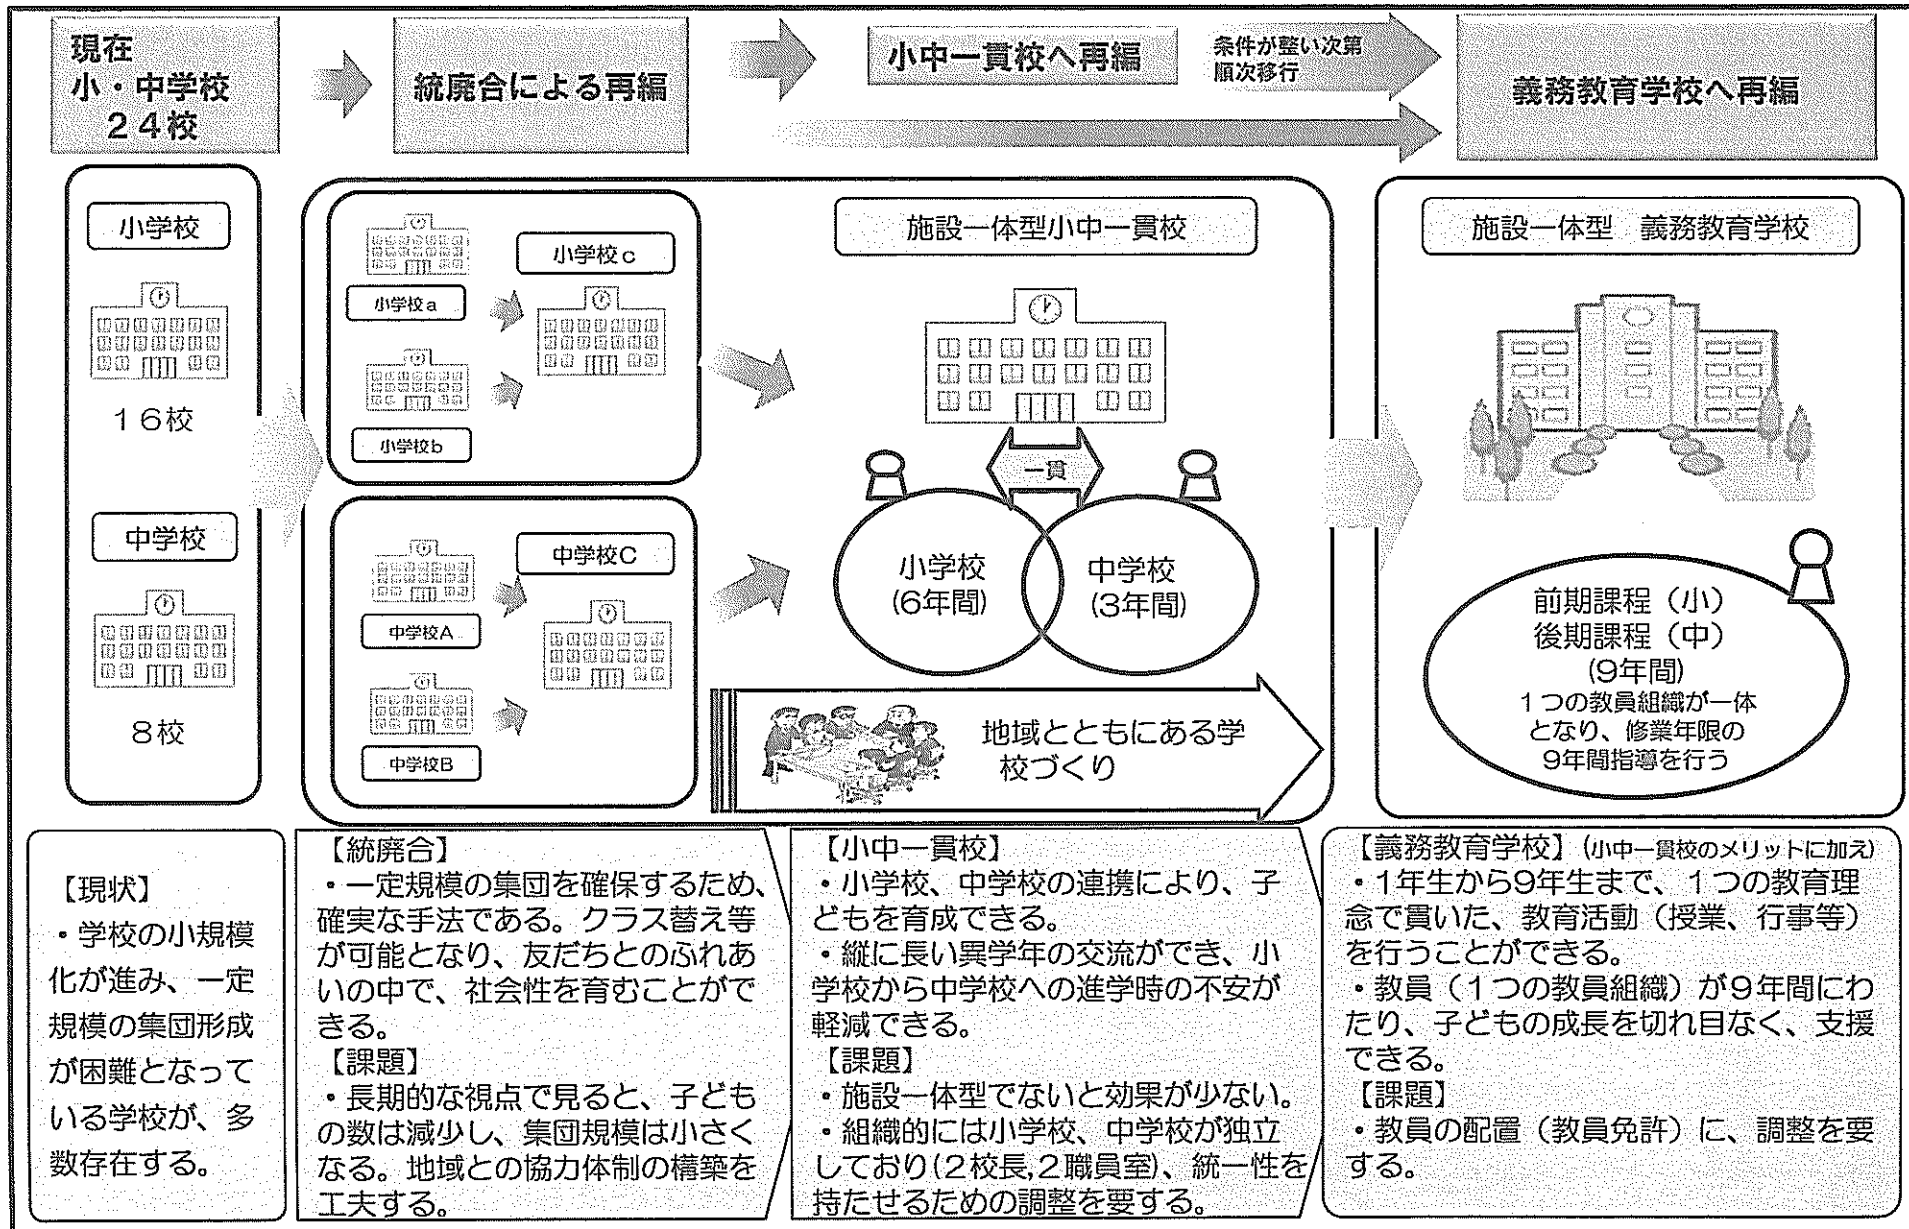 現在
小・中学校
２４校
統廃合による再編
小中一貫校へ再編
条件が整い次第
順次移行
義務教育学校へ再編
小学校
１６校
中学校
８校
小学校ｃ
小学校ａ
小学校ｂ
中学校Ｃ
中学校Ａ
中学校Ｂ
施設一体型小中一貫校
一貫
小学校
(6年間)
中学校
(3年間)
地域とともにある学
校づくり
施設一体型　義務教育学校
前期課程（小）
後期課程（中）
(9年間)
１つの教員組織が一体
となり、修業年限の
９年間指導を行う
【現状】
・学校の小規模
化が進み、一定
規模の集団形成
が困難となって
いる学校が、多
数存在する。
【統廃合】
・一定規模の集団を確保するため、
確実な手法である。クラス替え等
が可能となり、友だちとのふれあ
いの中で、社会性を育むことがで
きる。
【課題】
・長期的な視点で見ると、子ども
の数は減少し、集団規模は小さく
なる。地域との協力体制の構築を
工夫する。
【小中一貫校】
・小学校、中学校の連携により、子
どもを育成できる。
・縦に長い異学年の交流ができ、小
学校から中学校への進学時の不安が
軽減できる。
【課題】
・施設一体型でないと効果が少ない。
・組織的には小学校、中学校が独立
しており(２校長,２職員室)、統一性を
持たせるための調整を要する。
【義務教育学校】(小中一貫校のメリットに加え)
・１年生から９年生まで、１つの教育理
念で貫いた、教育活動（授業、行事等）
を行うことができる。
・教員（１つの教員組織）が９年間にわ
たり、子どもの成長を切れ目なく、支援
できる。
【課題】
・教員の配置（教員免許）に、調整を要
する。